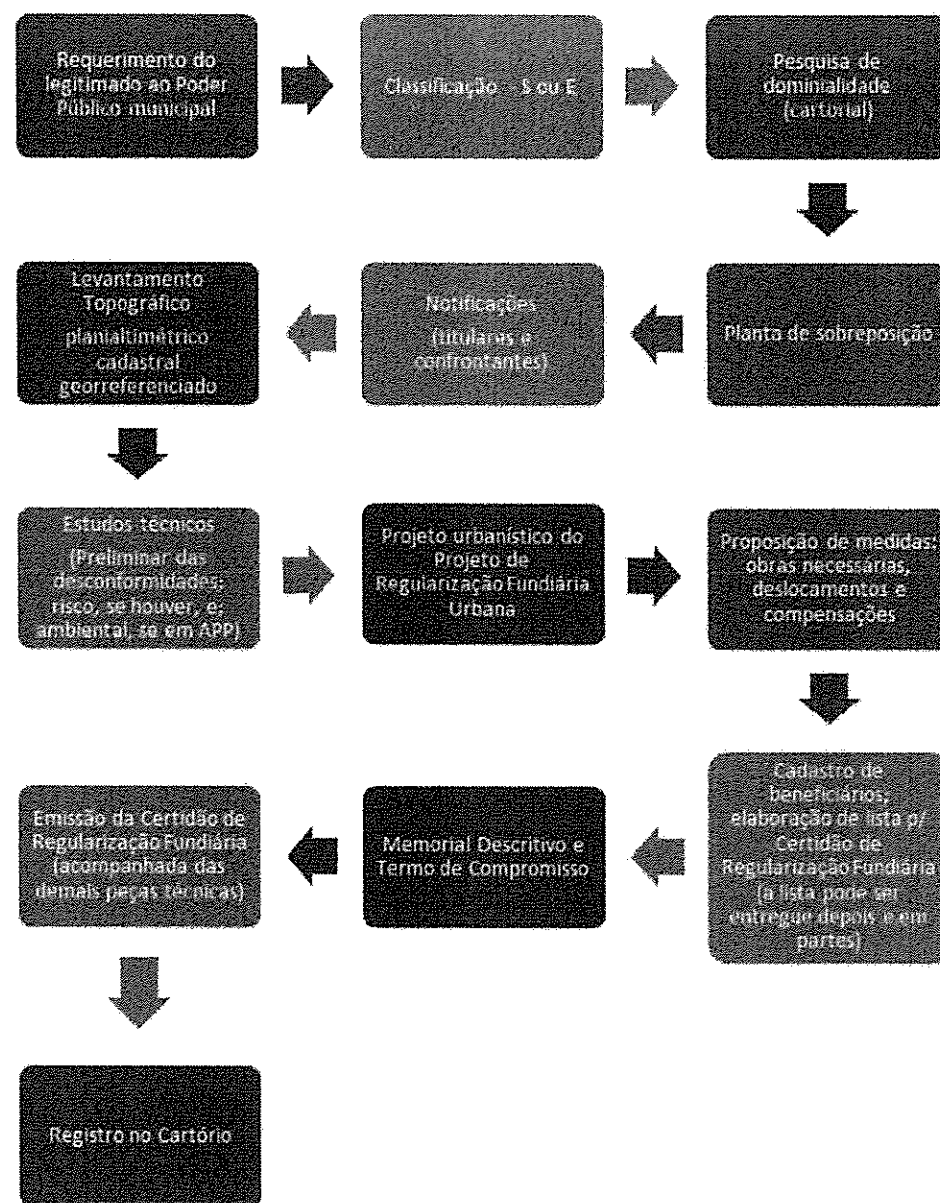 Requerimento do
legitimado ao Poder
Público municipal
Classificação - S ou E
Pesquisa de
dominialidade
(cartorial)
Planta de sobreposição
Notificações
(titulares e
confrontantes)
Levantamento
Topográfico
planialtimétrico
cadastral
georreferenciado
Estudos técnicos
(Preliminar das
desconformidades;
risco, se houver, e;
ambiental, se em APP)
Projeto urbanístico do
Projeto de
Regularização Fundiária
Urbana
Proposição de medidas:
obras necessárias,
deslocamentos e
compensações
Cadastro de
beneficiários,
elaboração de lista p/
Certidão de
Regularização Fundiária
(a lista pode ser
entregue depois e em
partes)
Memorial Descritivo e
Termo de Compromisso
Emissão da Certidão de
Regularização Fundiária
(acompanhada das
demais peças técnicas)
Registro no Cartório